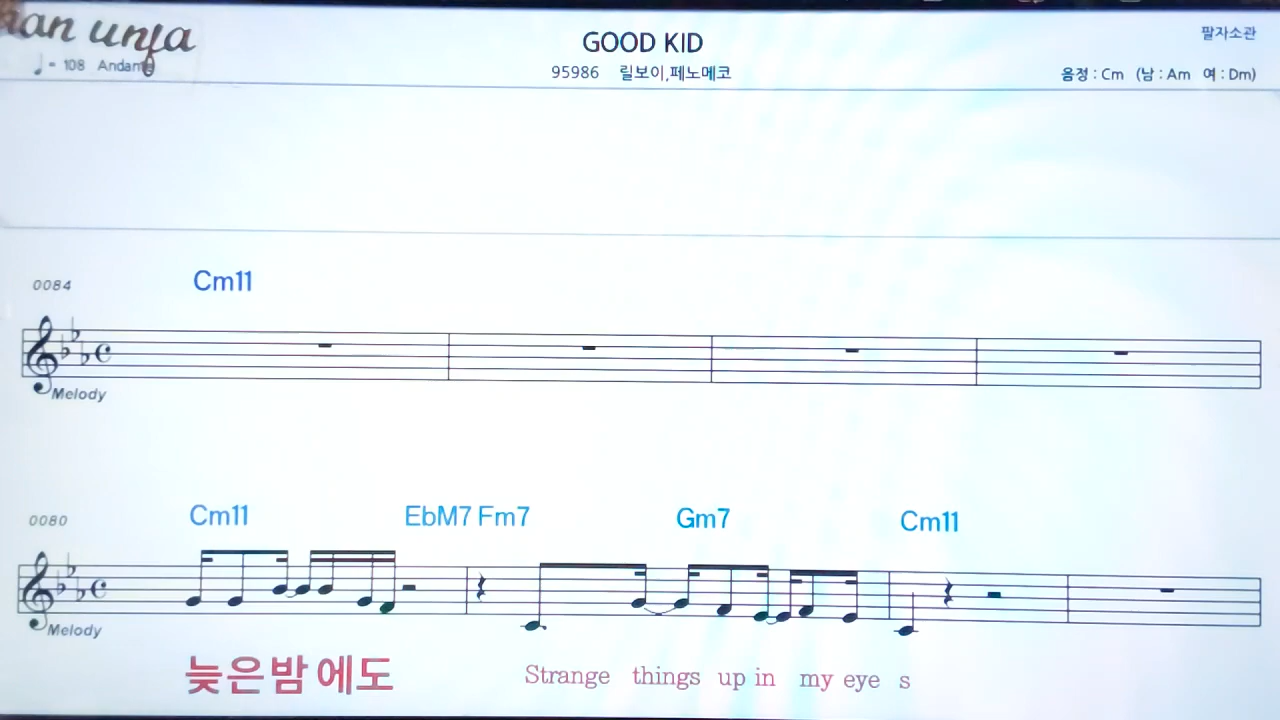 unfa
GOOD KID
팔자소관
♩= 108 Andante
95986 릴보이,페노메코
음정 : Cm (남 : Am 여 : Dm)
0084 Cm11
Melody
0080 Cm11 EbM7 Fm7 Gm7 Cm11
Melody
늦은밤에도 Strange things up in my eye s